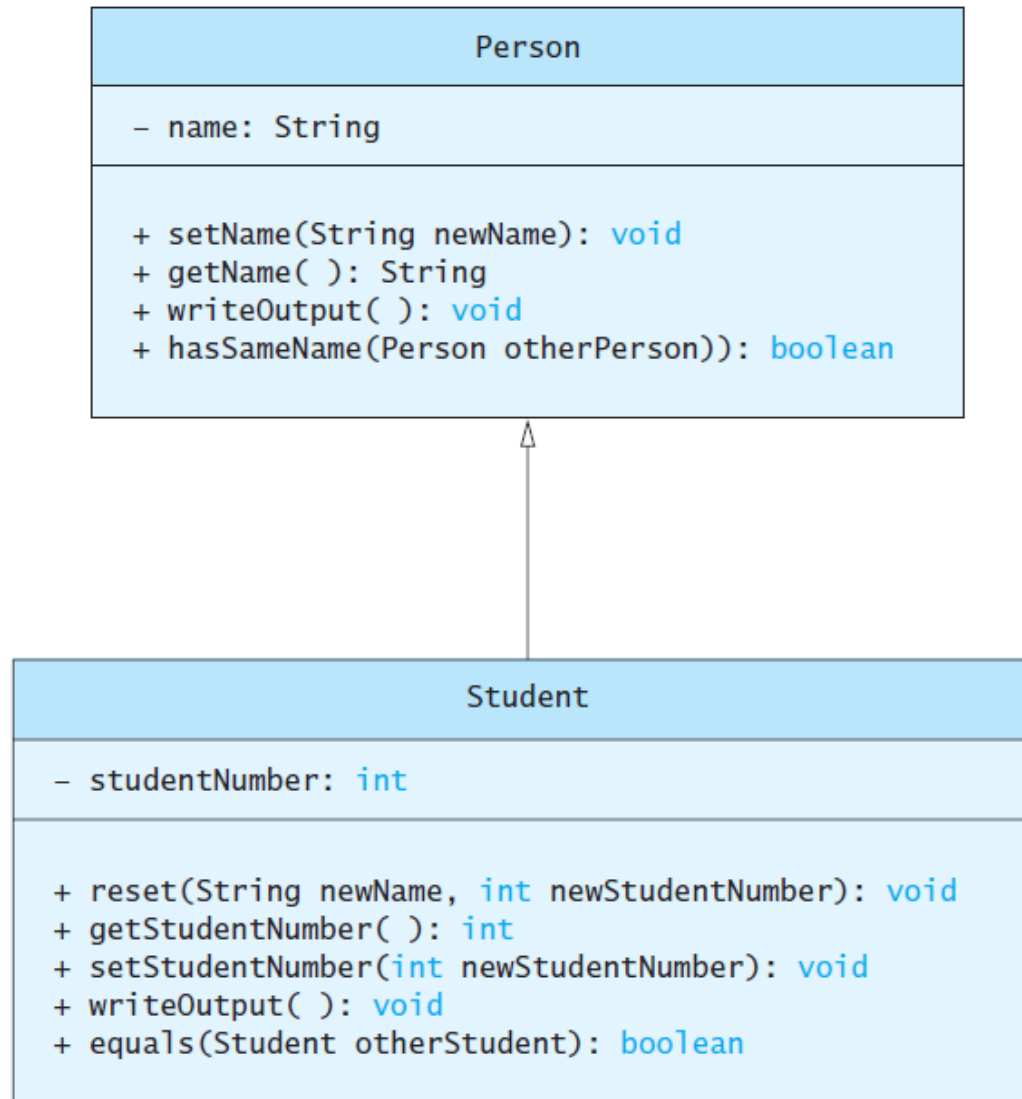 Person
– name: String
+ setName(String newName): void
+ getName( ): String
+ writeOutput( ): void
+ hasSameName(Person otherPerson)): boolean
Student
– studentNumber: int
+ reset(String newName, int newStudentNumber): void
+ getStudentNumber( ): int
+ setStudentNumber(int newStudentNumber): void
+ writeOutput( ): void
+ equals(Student otherStudent): boolean